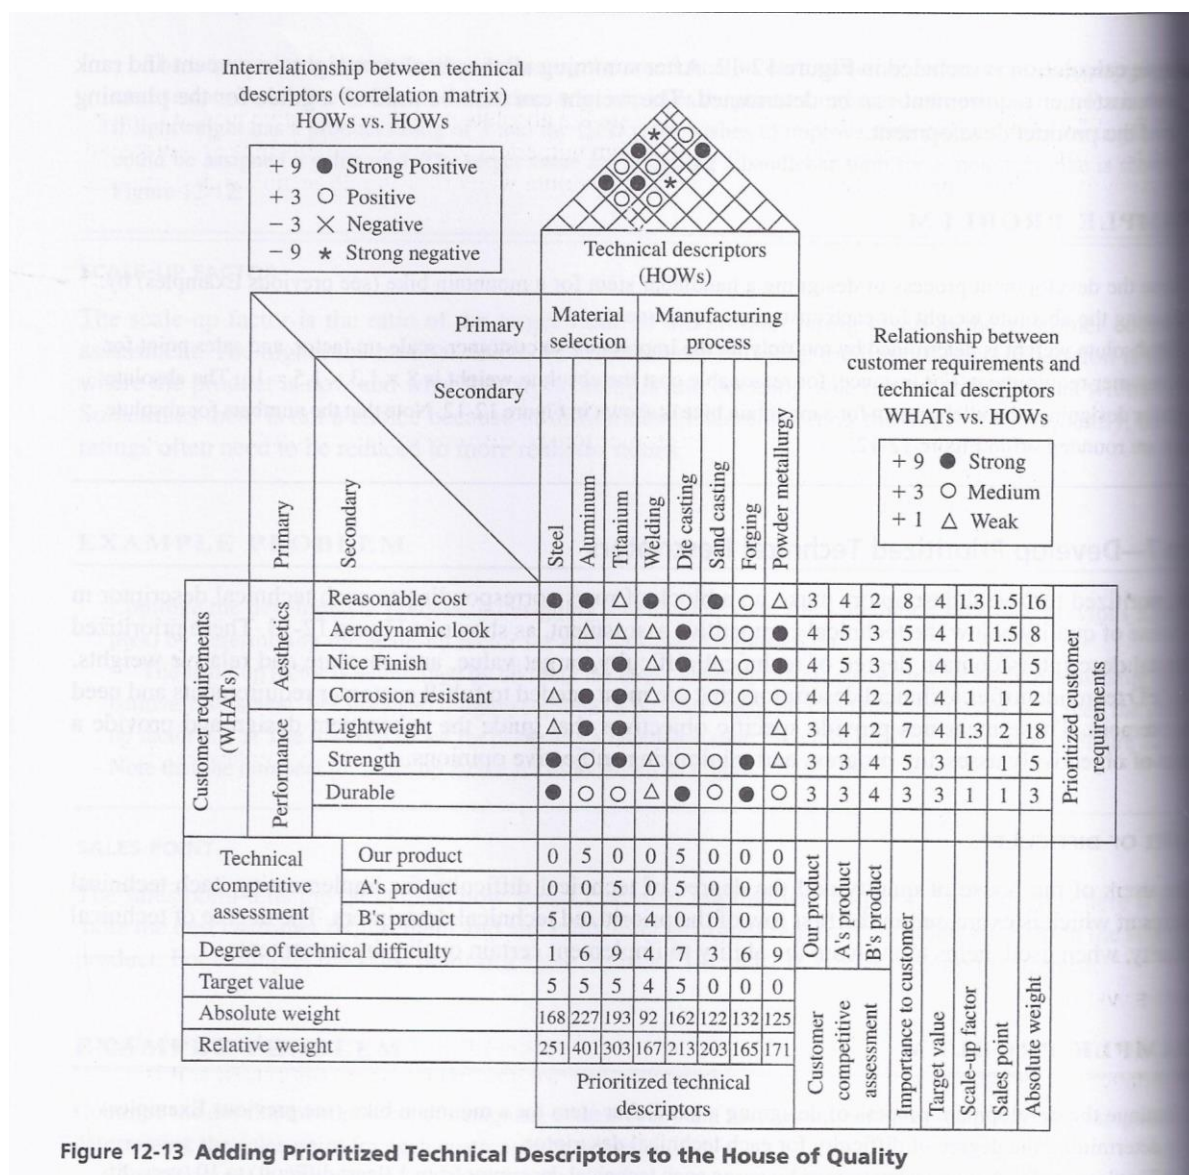 Interrelationship between technical
descriptors (correlation matrix)
HOWs vs. HOWs
+ 9 ● Strong Positive
+ 3 ○ Positive
− 3 × Negative
− 9 * Strong negative
Technical descriptors
(HOWs)
Primary
Material selection
Manufacturing process
Secondary
Relationship between
customer requirements and
technical descriptors
WHATs vs. HOWs
+ 9 ● Strong
+ 3 ○ Medium
+ 1 △ Weak
Primary
Secondary
Steel
Aluminum
Titanium
Welding
Die casting
Sand casting
Forging
Powder metallurgy
Customer requirements
(WHATs)
Aesthetics
Perfomance
Reasonable cost ● ● △ ● ○ ● ○ △ 3 4 2 8 4 1.3 1.5 16
Aerodynamic look 4 5 3 5 4 1 1.5 8
Nice Finish 4 5 3 5 4 1 1 5
Corrosion resistant 4 4 2 2 4 1 1 2
Lightweight 3 4 2 7 4 1.3 2 18
Strength 3 3 4 5 3 1 1 5
Durable ● ○ ○ △ ● ○ ● ○ 3 3 4 3 3 1 1 3
Prioritized customer
requirements
Technical
competitive
assessment
Our product 0 5 0 0 5 0 0 0
A's product 0 0 5 0 5 0 0 0
B's product 5 0 0 4 0 0 0 0
Degree of technical difficulty 1 6 9 4 7 3 6 9
Target value 5 5 5 4 5 0 0 0
Absolute weight 168 227 193 92 162 122 132 125
Relative weight 251 401 303 167 213 203 165 171
Prioritized technical
descriptors
Our product
A's product
B's product
Customer
competitive
assessment
Importance to customer
Target value
Scale-up factor
Sales point
Absolute weight
Figure 12-13 Adding Prioritized Technical Descriptors to the House of Quality